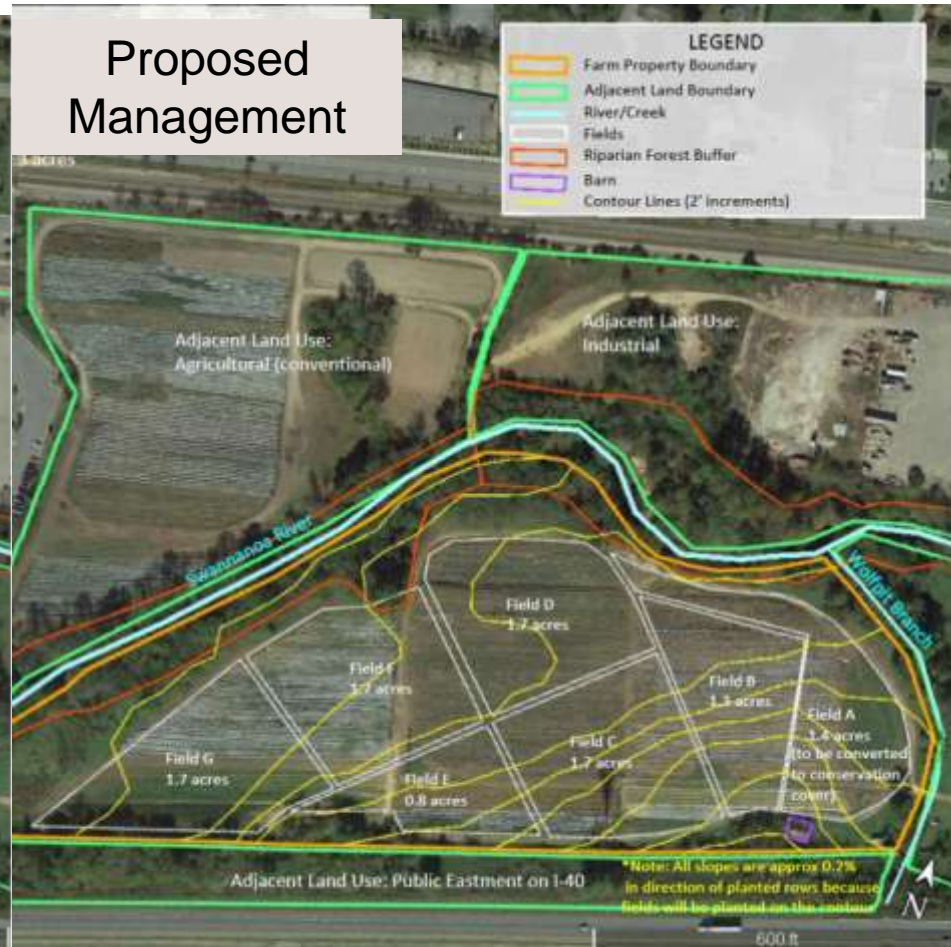 Proposed
Management
3 acres
LEGEND
Farm Property Boundary
Adjacent Land Boundary
River/Creek
Fields
Riparian Forest Buffer
Barn
Contour Lines (2' increments)
Adjacent Land Use:
Agricultural (conventional)
Adjacent Land Use:
Industrial
Swannanoa River
Wolfpit Branch
Field D
1.7 acres
Field F
1.7 acres
Field B
1.3 acres
Field A
1.4 acres
(to be converted
to conservation
cover)
Field C
1.7 acres
Field G
1.7 acres
Field E
0.8 acres
Adjacent Land Use: Public Eastment on I-40
*Note: All slopes are approx 0.2%
in direction of planted rows because
fields will be planted on the contour
N
600 ft